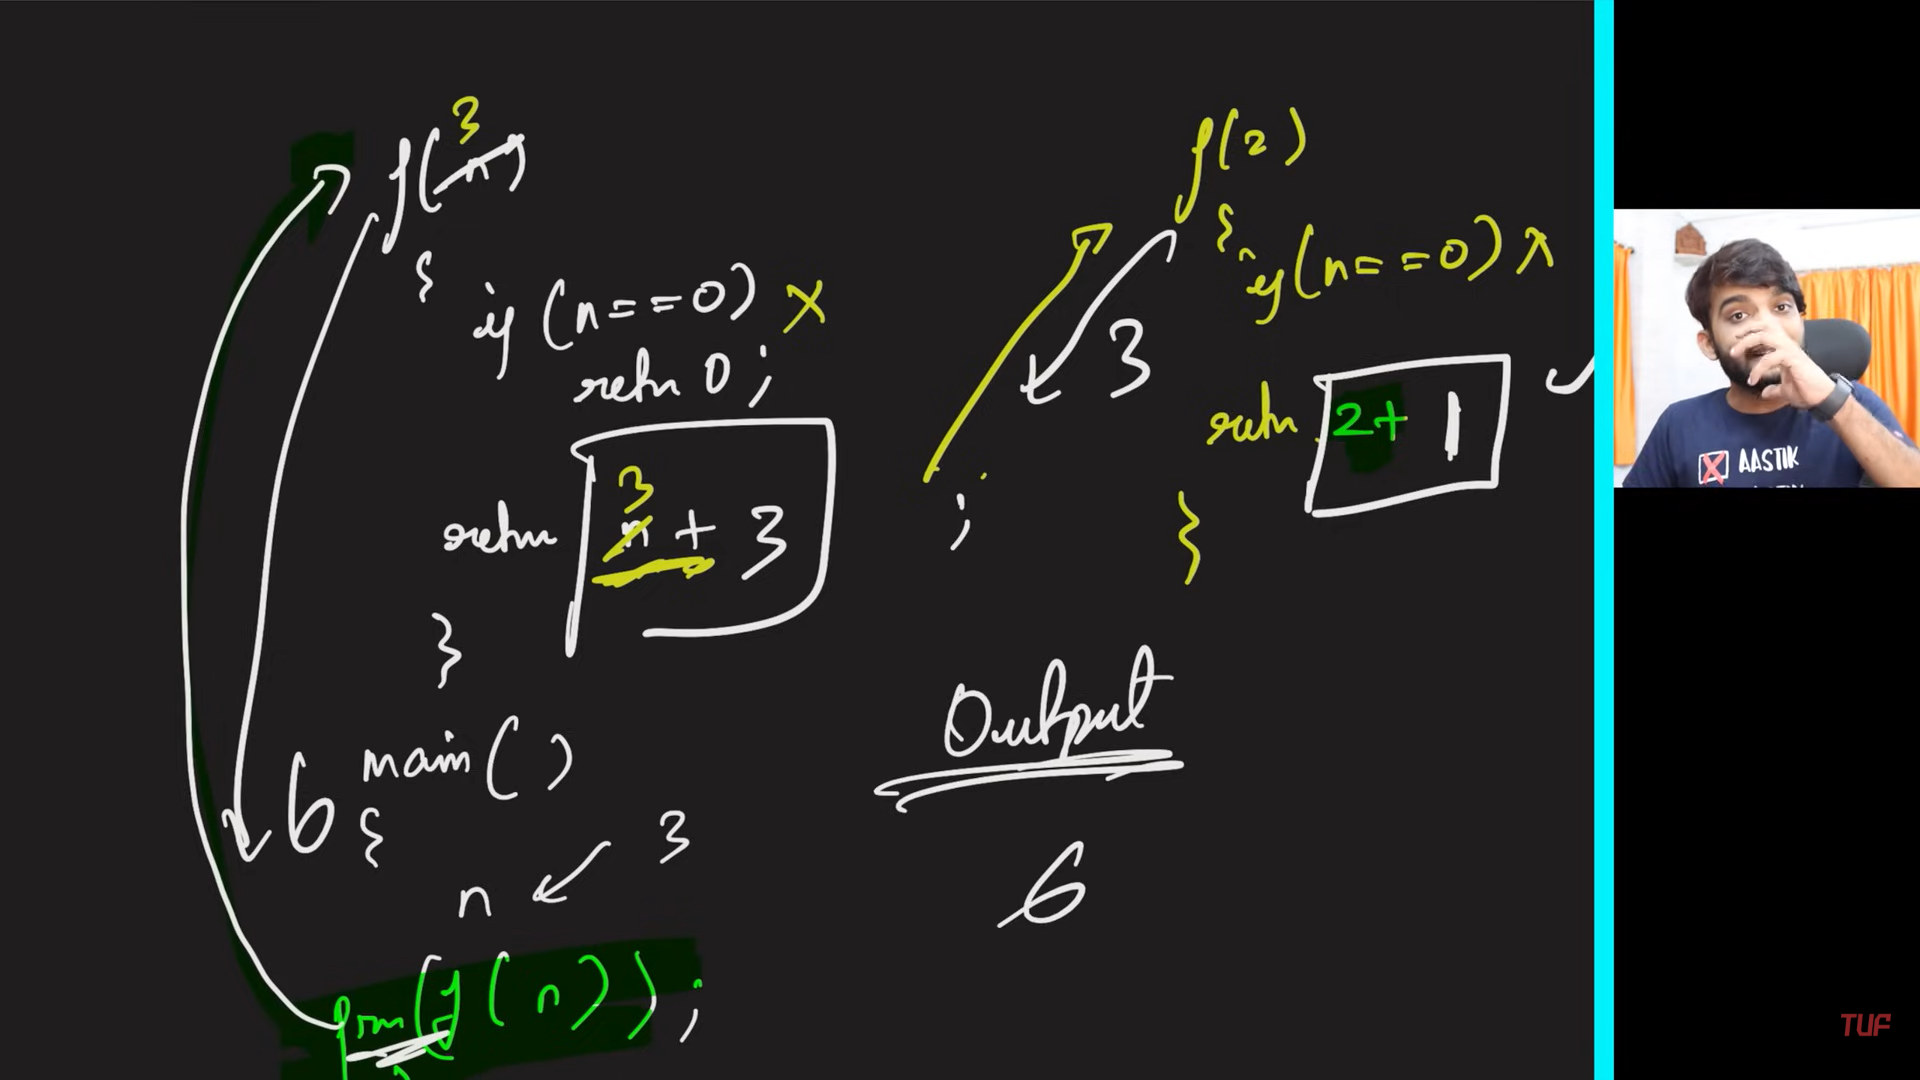 3
f(n)
{
if (n==0) x
retn 0;
3
retn n + 3
;
}
main()
6 {
n 3
(f(n));
f(2)
{
if (n==0) x
3
retn 2+ 1
}
Output
6
AASTIK
TUF